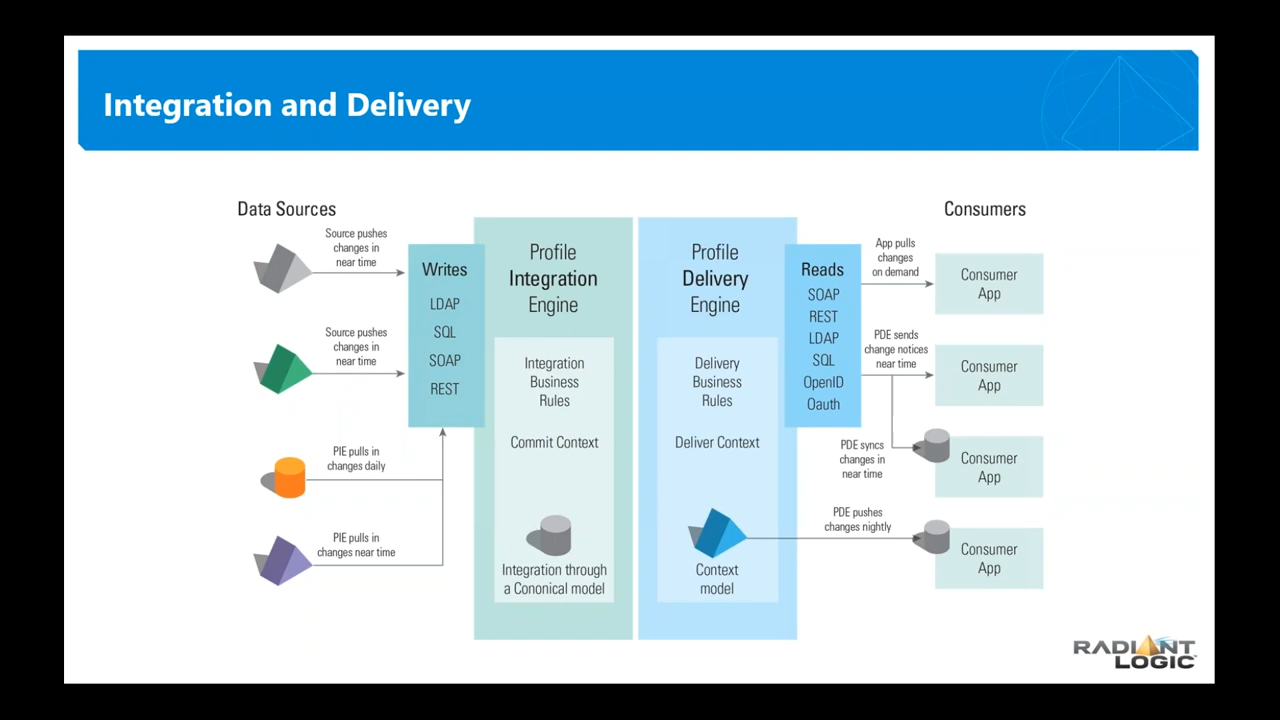 Integration and Delivery
Data Sources
Consumers
Source pushes
changes in
near time
Source pushes
changes in
near time
PIE pulls in
changes daily
PIE pulls in
changes near time
Writes
LDAP
SQL
SOAP
REST
Profile
Integration
Engine
Integration
Business
Rules
Commit Context
Integration through
a Cononical model
Profile
Delivery
Engine
Delivery
Business
Rules
Deliver Context
Context
model
Reads
SOAP
REST
LDAP
SQL
OpenID
Oauth
App pulls
changes
on demand
PDE sends
change notices
near time
PDE syncs
changes in
near time
PDE pushes
changes nightly
Consumer
App
Consumer
App
Consumer
App
Consumer
App
RADIANT
LOGIC